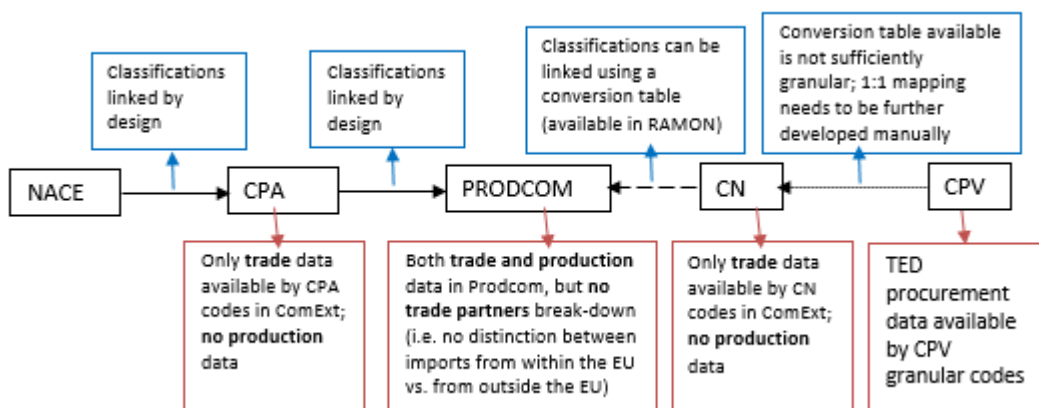 Classifications
linked by
design
Classifications
linked by
design
Classifications can be
linked using a
conversion table
(available in RAMON)
Conversion table available
is not sufficiently
granular; 1:1 mapping
needs to be further
developed manually
NACE
CPA
PRODCOM
CN
CPV
Only trade data
available by CPA
codes in ComExt;
no production
data
Both trade and production
data in Prodcom, but no
trade partners break-down
(i.e. no distinction between
imports from within the EU
vs. from outside the EU)
Only trade data
available by CN
codes in ComExt;
no production
data
TED
procurement
data available
by CPV
granular codes